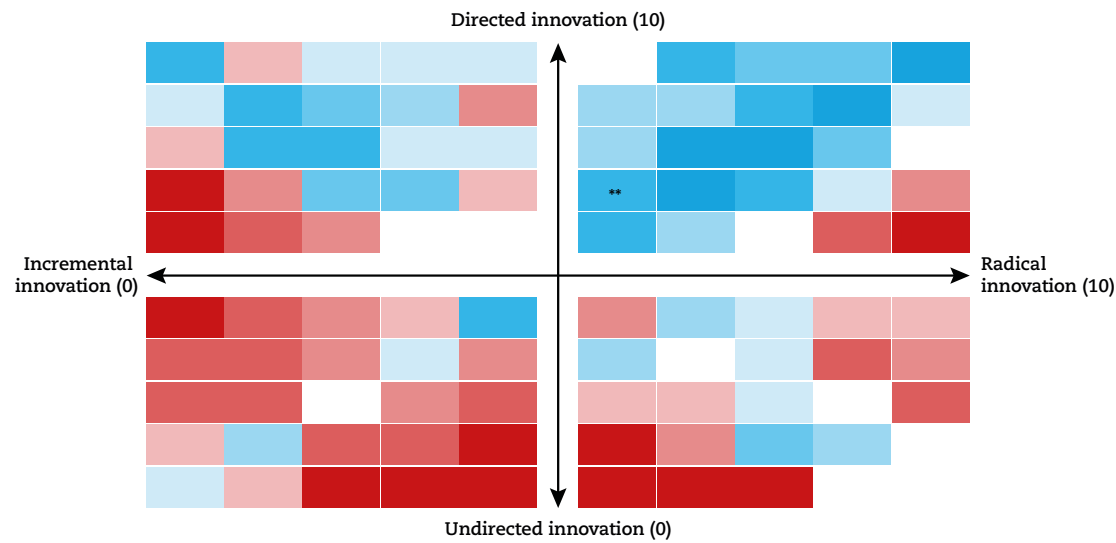 Directed innovation (10)
**
Incremental
innovation (0)
Radical
innovation (10)
Undirected innovation (0)